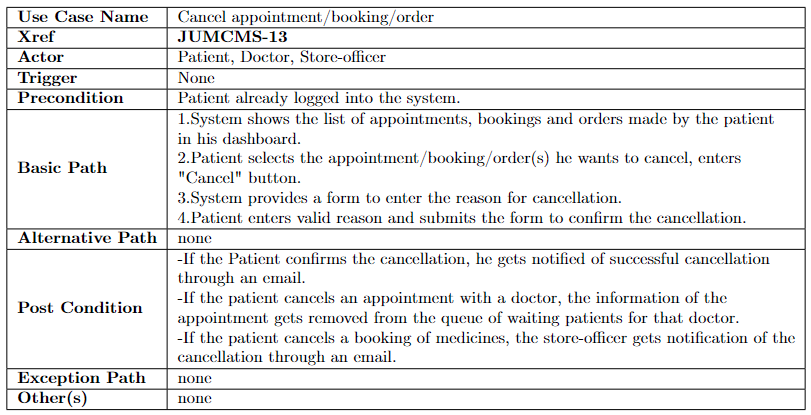 Use Case Name Cancel appointment/booking/order
Xref JUMCMS-13
Actor Patient, Doctor, Store-officer
Trigger None
Precondition Patient already logged into the system.
Basic Path
1.System shows the list of appointments, bookings and orders made by the patient
in his dashboard.
2.Patient selects the appointment/booking/order(s) he wants to cancel, enters
"Cancel" button.
3.System provides a form to enter the reason for cancellation.
4.Patient enters valid reason and submits the form to confirm the cancellation.
Alternative Path none
Post Condition
-If the Patient confirms the cancellation, he gets notified of successful cancellation
through an email.
-If the patient cancels an appointment with a doctor, the information of the
appointment gets removed from the queue of waiting patients for that doctor.
-If the patient cancels a booking of medicines, the store-officer gets notification of the
cancellation through an email.
Exception Path none
Other(s) none